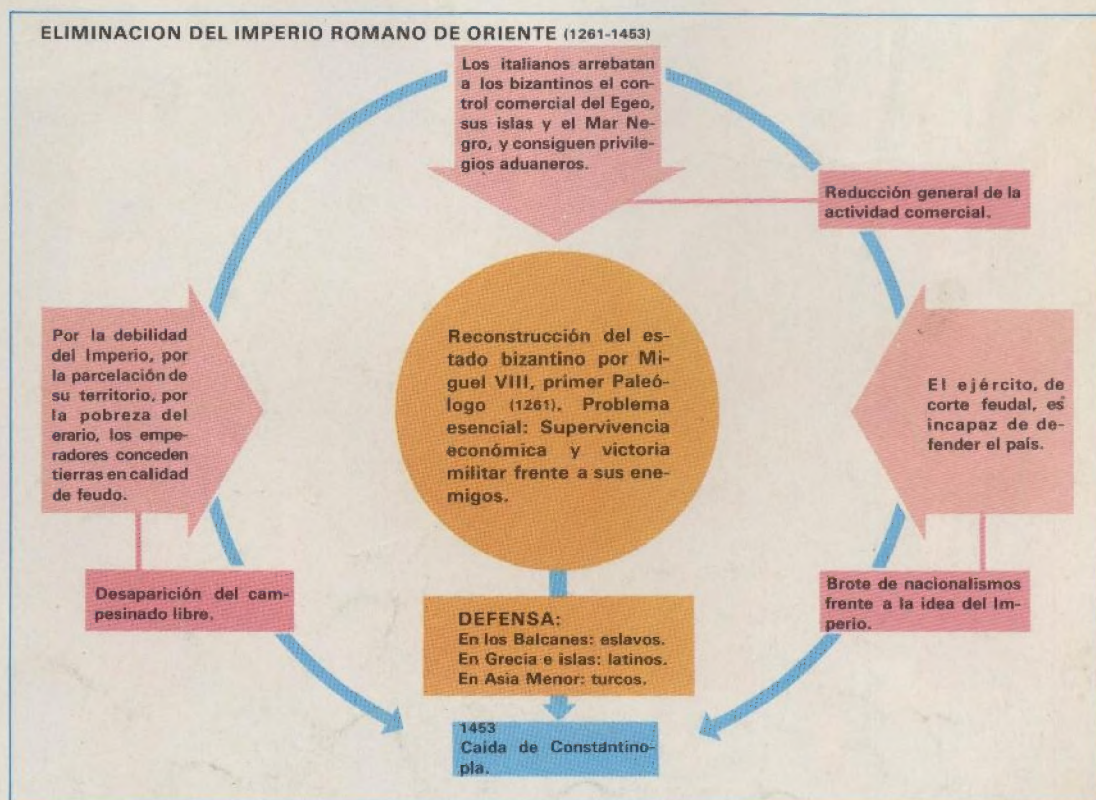 ELIMINACION DEL IMPERIO ROMANO DE ORIENTE (1261-1453)
Los italianos arrebatan
a los bizantinos el con-
trol comercial del Egeo,
sus islas y el Mar Ne-
gro, y consiguen privile-
gios aduaneros.
Reducción general de la
actividad comercial.
Por la debilidad
del Imperio, por
la parcelación de
su territorio, por
la pobreza del
erario, los empe-
radores conceden
tierras en calidad
de feudo.
Reconstrucción del es-
tado bizantino por Mi-
guel VIII, primer Paleó-
logo (1261). Problema
esencial: Supervivencia
económica y victoria
militar frente a sus ene-
migos.
El ejército, de
corte feudal, es
incapaz de de-
fender el país.
Desaparición del cam-
pesinado libre.
DEFENSA:
En los Balcanes: eslavos.
En Grecia e islas: latinos.
En Asia Menor: turcos.
Brote de nacionalismos
frente a la idea del Im-
perio.
1453
Caida de Constantino-
pla.